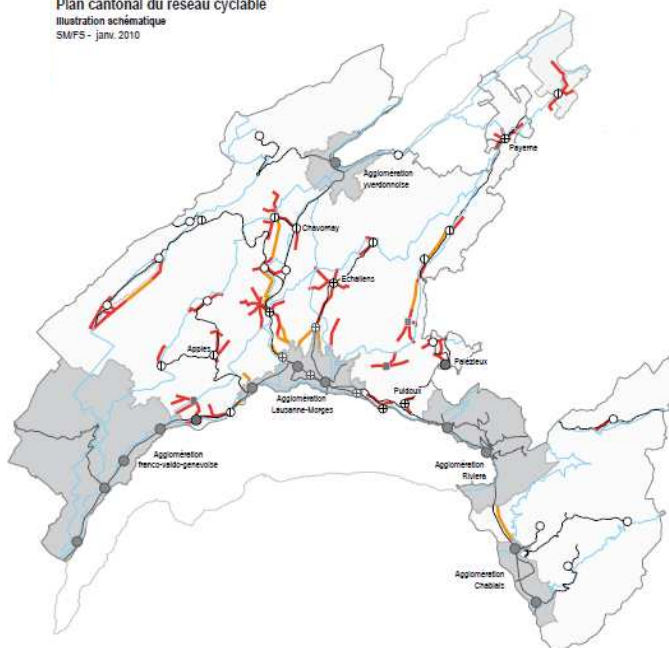 Plan cantonal du réseau cyclable
Illustration schématique
SM/FS - janv. 2010
Payerne
Agglomération
yverdonnoise
Chavornay
Echallens
Apples
Palézieux
Puidoux
Agglomération
Lausanne-Morges
Agglomération
franco-valdo-genevoise
Agglomération
Riviera
Agglomération
Chablais